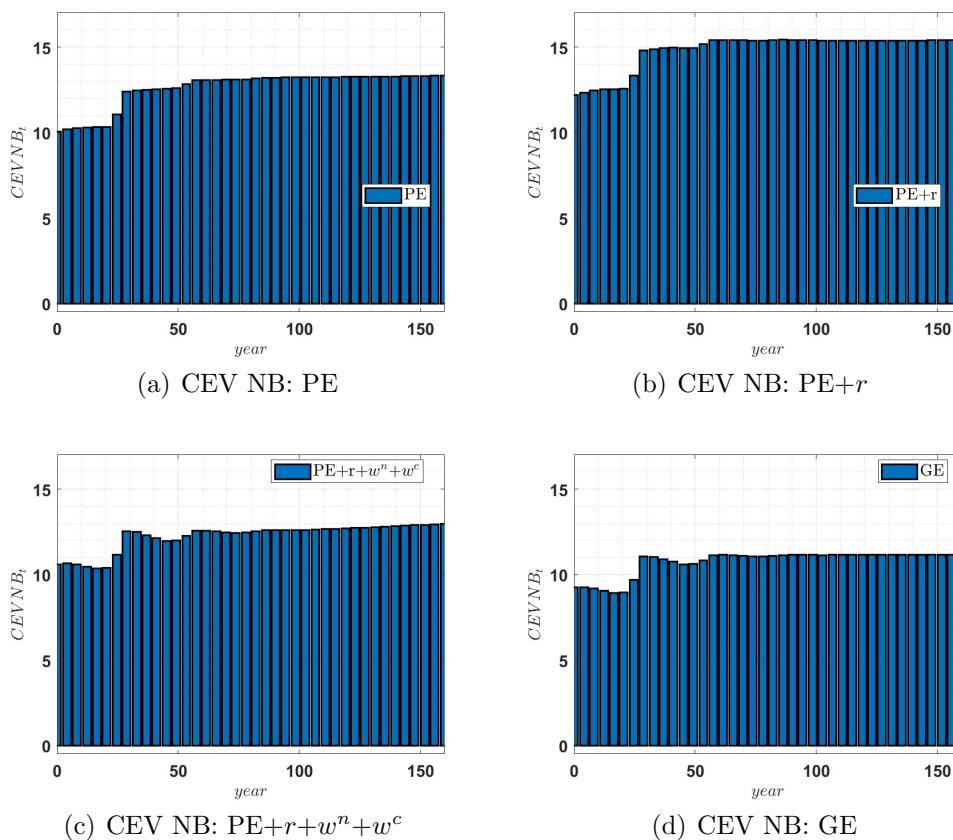 15
10
5
0
CEVNB_t
PE
0 50 100 150
year
(a) CEV NB: PE
15
10
5
0
CEVNB_t
PE+r
0 50 100 150
year
(b) CEV NB: PE+r
15
10
5
0
CEVNB_t
PE+r+w^n+w^c
0 50 100 150
year
(c) CEV NB: PE+r+w^n+w^c
15
10
5
0
CEVNB_t
GE
0 50 100 150
year
(d) CEV NB: GE